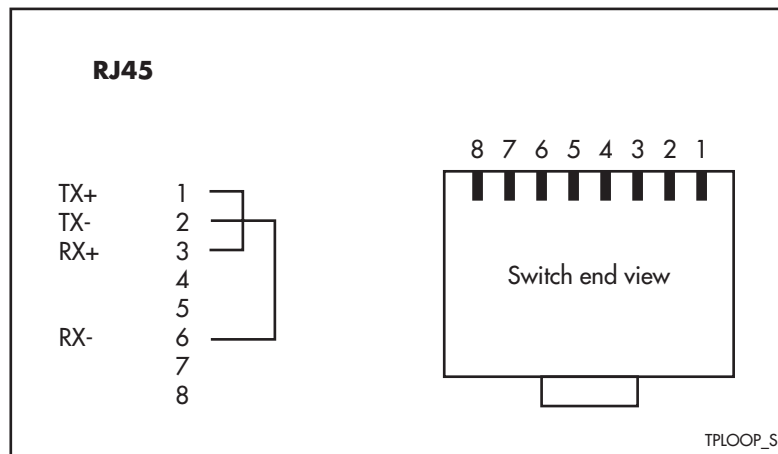 RJ45
TX+ 1
TX- 2
RX+ 3
4
5
RX- 6
7
8
8 7 6 5 4 3 2 1
Switch end view
TPLOOP_S